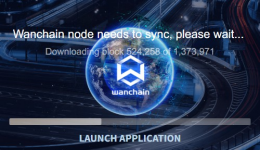 Wanchain node needs to sync, please wait...
Downloading block 524,258 of 1,373,971
wanchain
LAUNCH APPLICATION